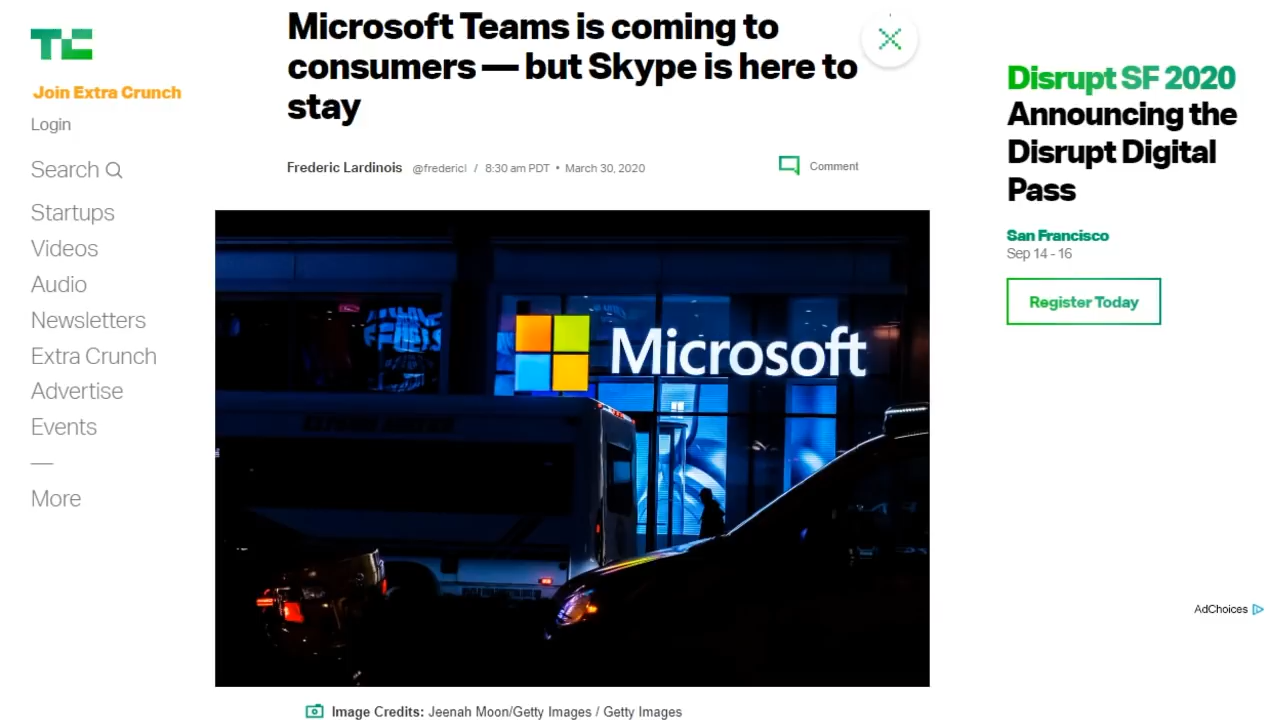 TC
Join Extra Crunch
Login
Search
Startups
Videos
Audio
Newsletters
Extra Crunch
Advertise
Events
—
More
Microsoft Teams is coming to
consumers — but Skype is here to
stay
Frederic Lardinois @fredericl / 8:30 am PDT • March 30, 2020
Comment
Microsoft
Image Credits: Jeenah Moon/Getty Images / Getty Images
Disrupt SF 2020
Announcing the
Disrupt Digital
Pass
San Francisco
Sep 14 - 16
Register Today
AdChoices